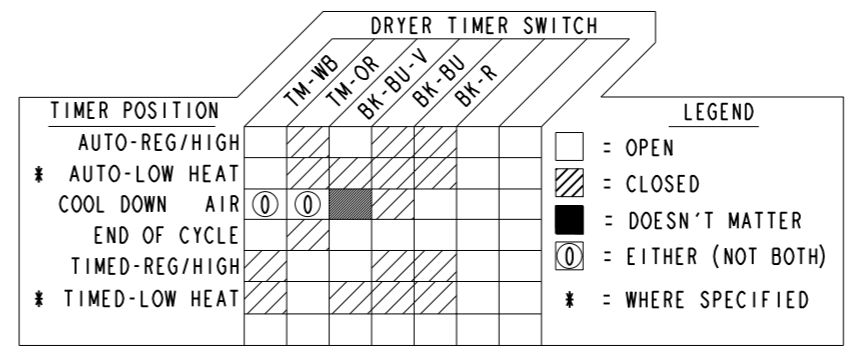 DRYER TIMER SWITCH
TM-WB
TM-OR
BK-BU-V
BK-BU
BK-R
TIMER POSITION
AUTO-REG/HIGH
* AUTO-LOW HEAT
COOL DOWN AIR 0 0
END OF CYCLE
TIMED-REG/HIGH
* TIMED-LOW HEAT
LEGEND
= OPEN
= CLOSED
= DOESN'T MATTER
0 = EITHER (NOT BOTH)
* = WHERE SPECIFIED